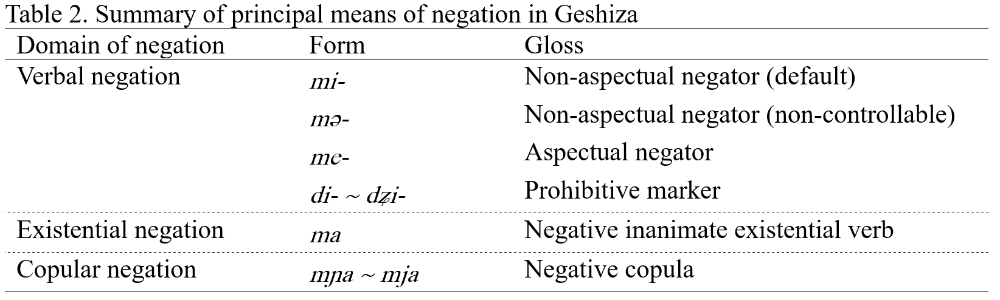 Table 2. Summary of principal means of negation in Geshiza
Domain of negation Form Gloss
Verbal negation mi- Non-aspectual negator (default)
mə- Non-aspectual negator (non-controllable)
me- Aspectual negator
di- ~ dʑi- Prohibitive marker
Existential negation ma Negative inanimate existential verb
Copular negation mɲa ~ mja Negative copula